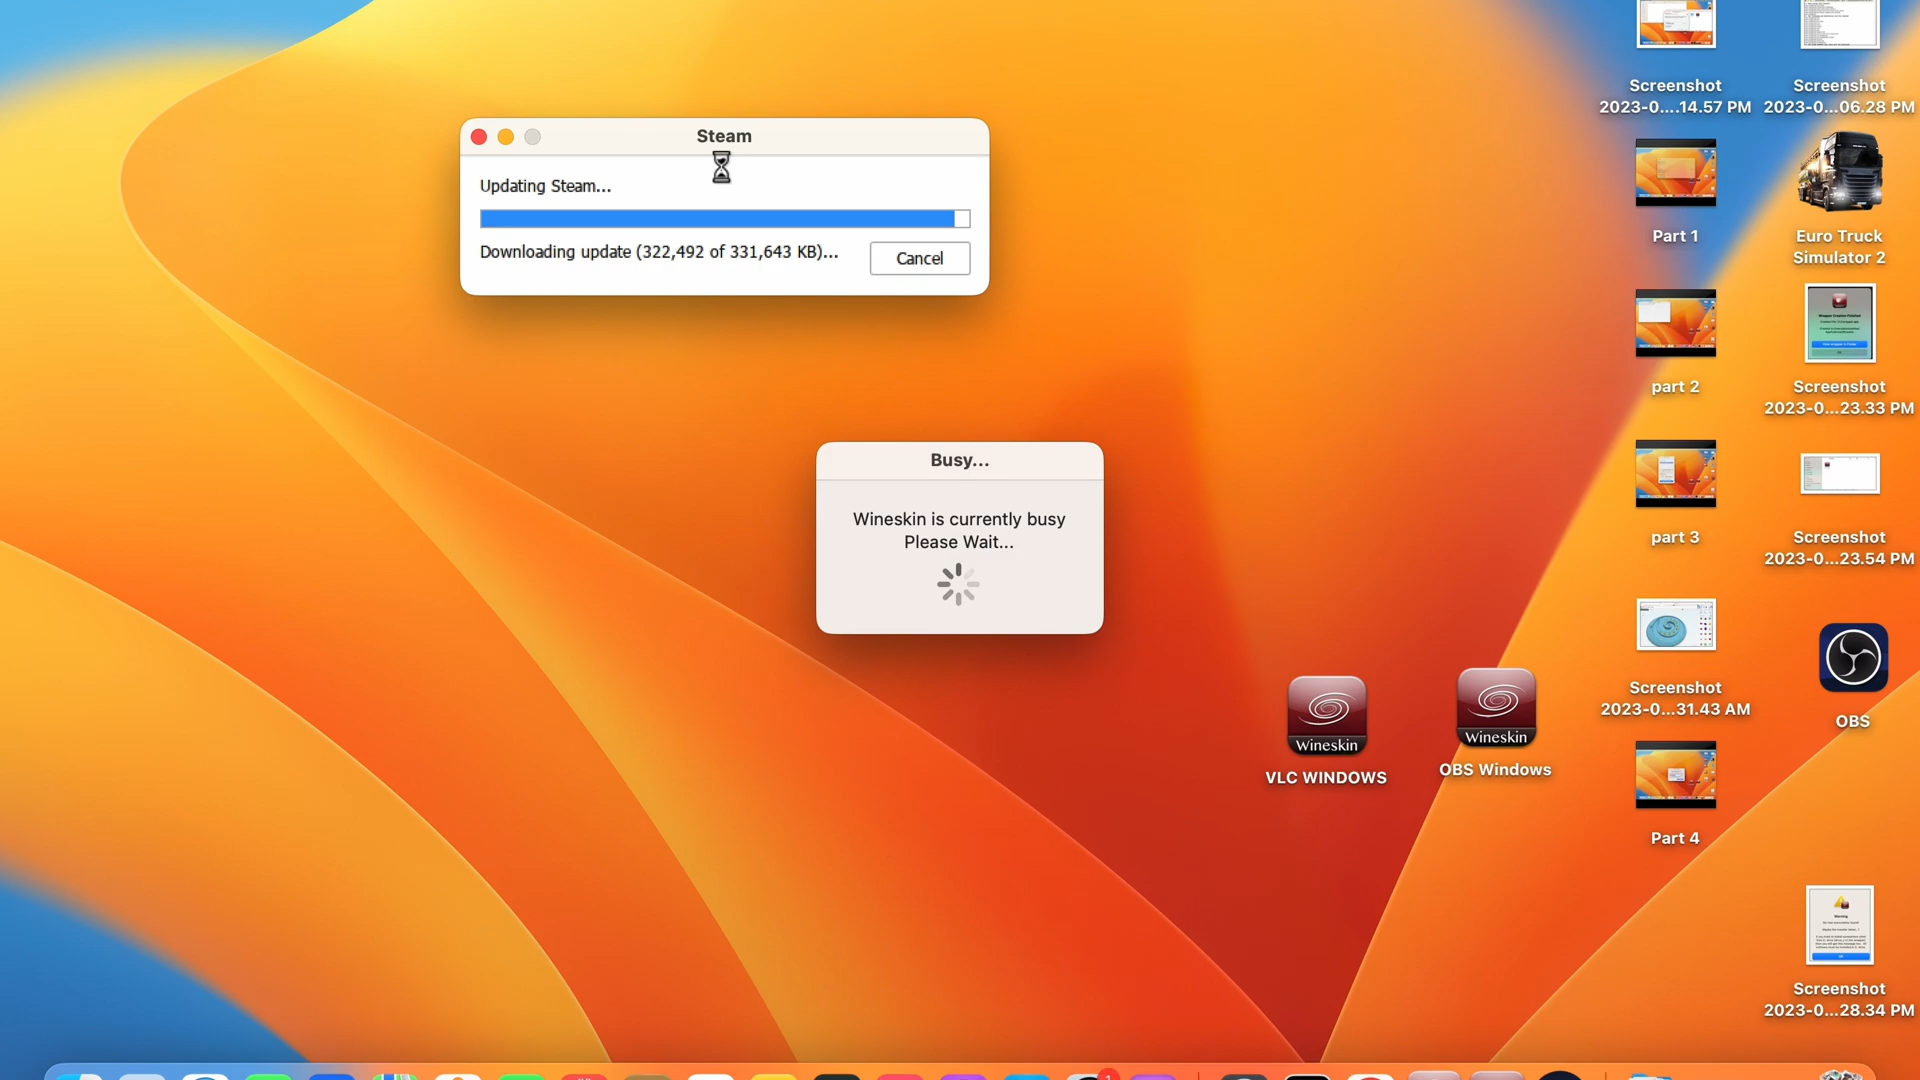 Steam
Updating Steam...
Downloading update (322,492 of 331,643 KB)...
Cancel
Busy...
Wineskin is currently busy
Please Wait...
Wineskin
VLC WINDOWS
Wineskin
OBS Windows
Screenshot
2023-0....14.57 PM
Screenshot
2023-0...06.28 PM
Part 1
Euro Truck
Simulator 2
part 2
Screenshot
2023-0...23.33 PM
part 3
Screenshot
2023-0...23.54 PM
Screenshot
2023-0...31.43 AM
OBS
Part 4
Warning
Screenshot
2023-0...28.34 PM